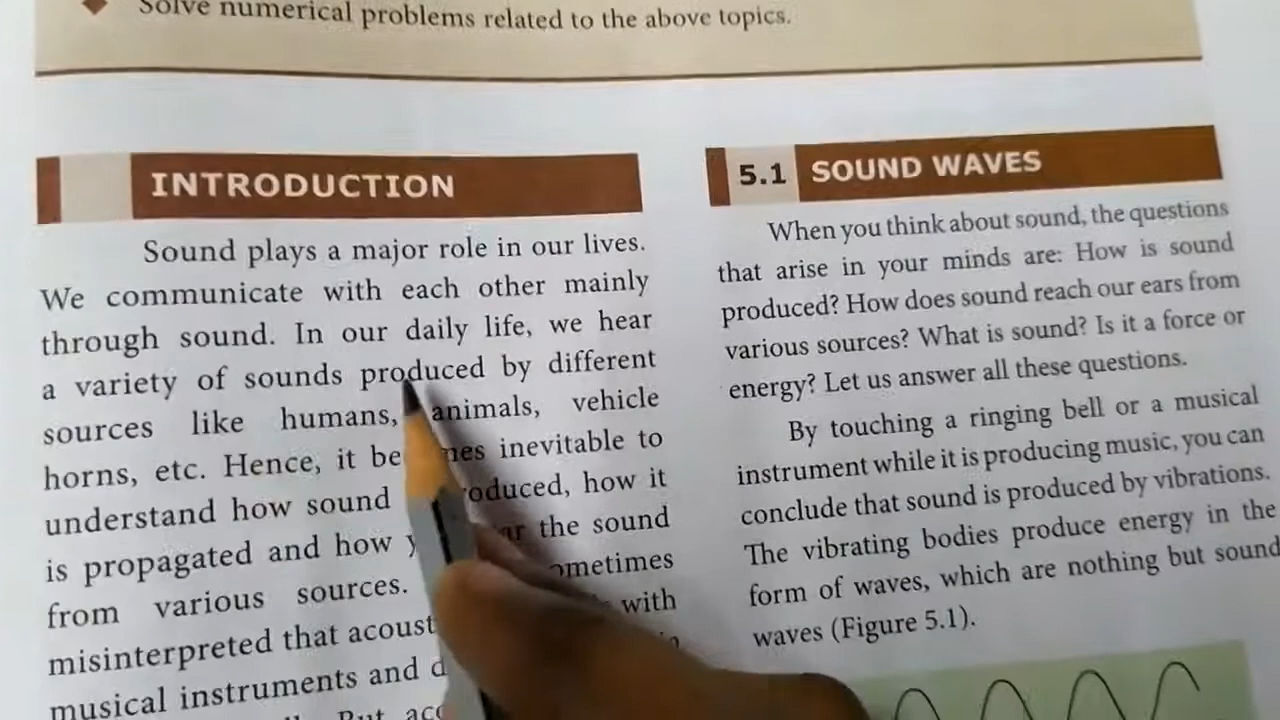 Solve numerical problems related to the above topics.
INTRODUCTION
Sound plays a major role in our lives.
We communicate with each other mainly
through sound. In our daily life, we hear
a variety of sounds produced by different
sources like humans, animals, vehicle
horns, etc. Hence, it be mes inevitable to
understand how sound roduced, how it
is propagated and how the sound
from various sources. ometimes
misinterpreted that acoust with
musical instruments and d
But acc
5.1 SOUND WAVES
When you think about sound, the questions
that arise in your minds are: How is sound
produced? How does sound reach our ears from
various sources? What is sound? Is it a force or
energy? Let us answer all these questions.
By touching a ringing bell or a musical
instrument while it is producing music, you can
conclude that sound is produced by vibrations.
The vibrating bodies produce energy in the
form of waves, which are nothing but sound
waves (Figure 5.1).